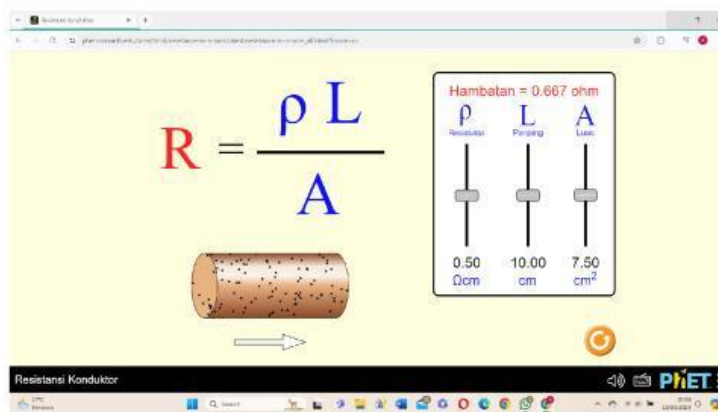 Resistansi Konduktor
R = ρ L / A
Hambatan = 0.667 ohm
ρ L A
Resistivitas Panjang Luas
0.50 10.00 7.50
Ωcm cm cm²
Resistansi Konduktor
PhET
Search